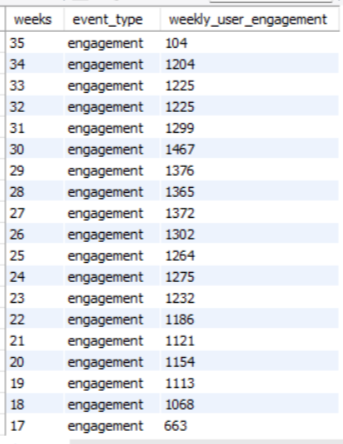 weeks event_type weekly_user_engagement
35 engagement 104
34 engagement 1204
33 engagement 1225
32 engagement 1225
31 engagement 1299
30 engagement 1467
29 engagement 1376
28 engagement 1365
27 engagement 1372
26 engagement 1302
25 engagement 1264
24 engagement 1275
23 engagement 1232
22 engagement 1186
21 engagement 1121
20 engagement 1154
19 engagement 1113
18 engagement 1068
17 engagement 663